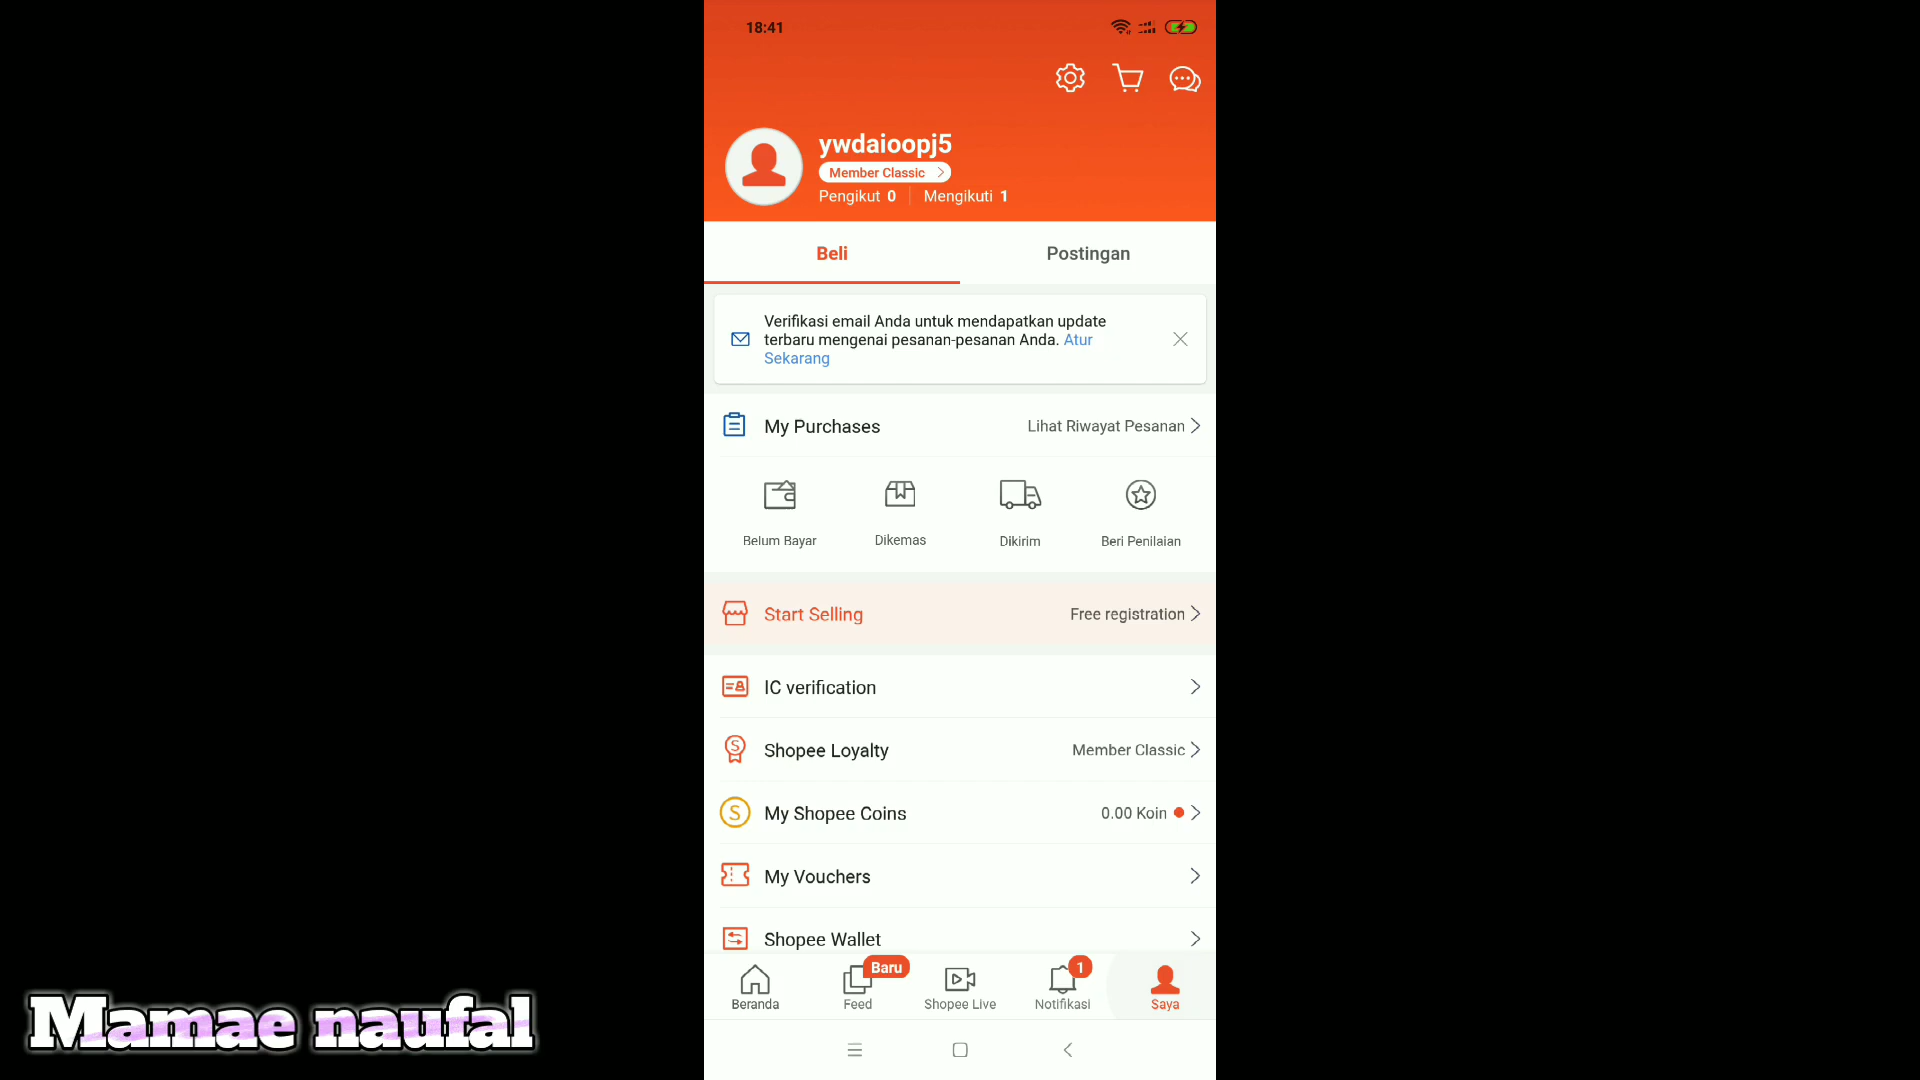 18:41
ywdaioopj5
Member Classic
Pengikut 0 Mengikuti 1
Beli Postingan
Verifikasi email Anda untuk mendapatkan update
terbaru mengenai pesanan-pesanan Anda. Atur
Sekarang
My Purchases Lihat Riwayat Pesanan
Belum Bayar Dikemas Dikirim Beri Penilaian
Start Selling Free registration
IC verification
Shopee Loyalty Member Classic
My Shopee Coins 0.00 Koin
My Vouchers
Shopee Wallet
Baru 1
Beranda Feed Shopee Live Notifikasi Saya
Mamae naufal